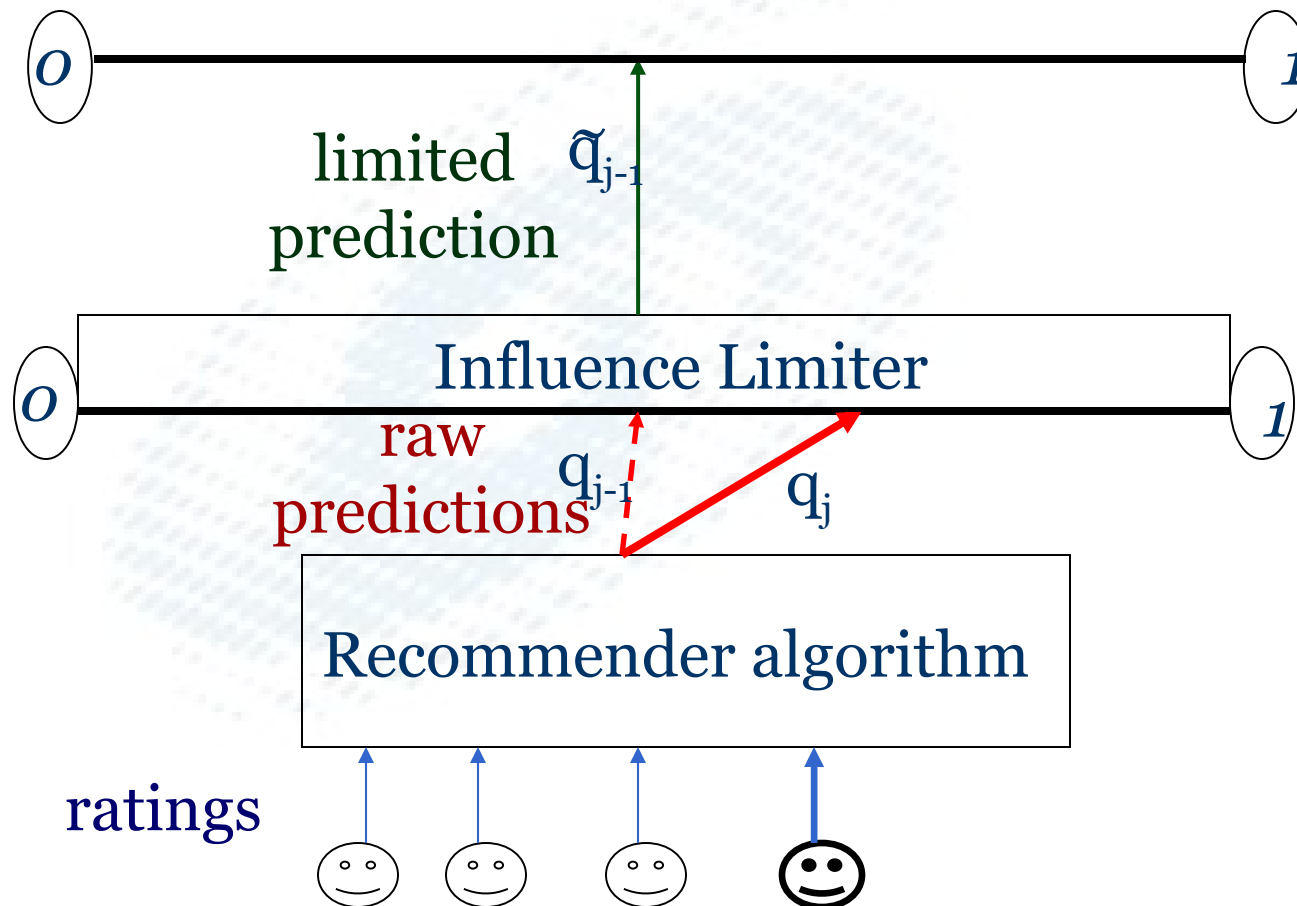 0 1
limited
prediction
q̃j-1
Influence Limiter
0 1
raw
predictions
qj-1
qj
Recommender algorithm
ratings